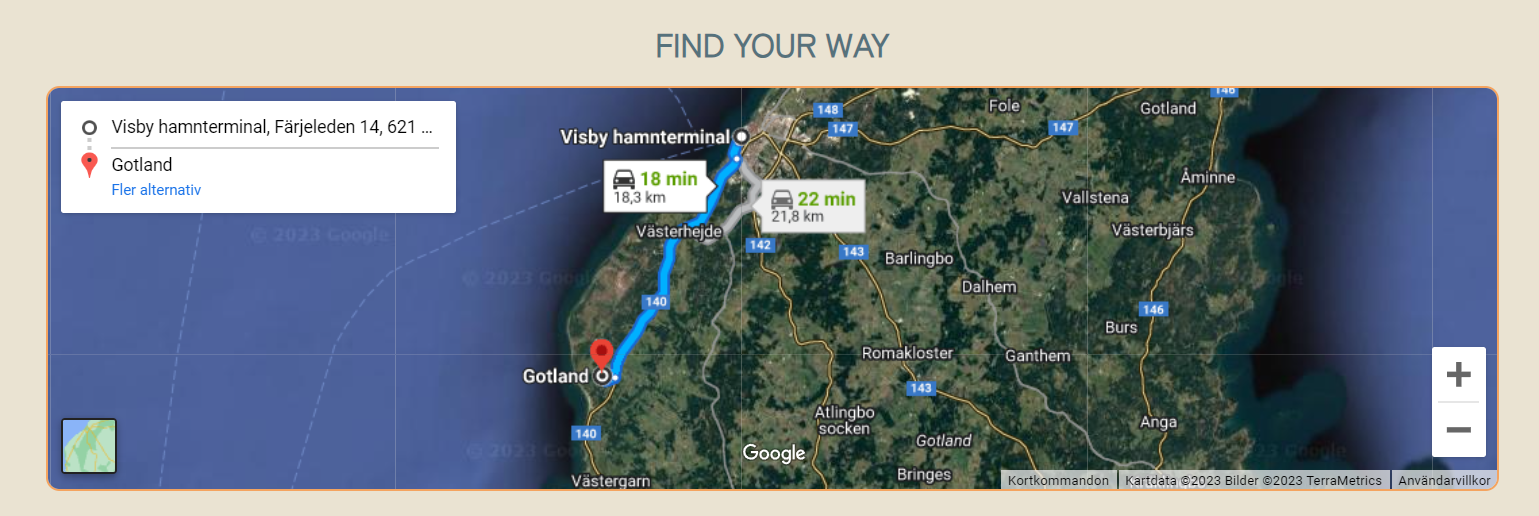 FIND YOUR WAY
Visby hamnterminal, Färjeleden 14, 621 ...
Gotland
Fler alternativ
146
148
Fole
Gotland
147
147
Visby hamnterminal
18 min
18,3 km
22 min
21,8 km
Åminne
Vallstena
Västerhejde
Västerbjärs
© 2023 Google
142
143
Barlingbo
© 2023 Google
Dalhem
140
146
Burs
Romakloster
Ganthem
Gotland
143
Atlingbo
socken
Anga
140
Gotland
Google
Bringes
Västergarn
Kortkommandon
Kartdata ©2023 Bilder ©2023 TerraMetrics
Användarvillkor